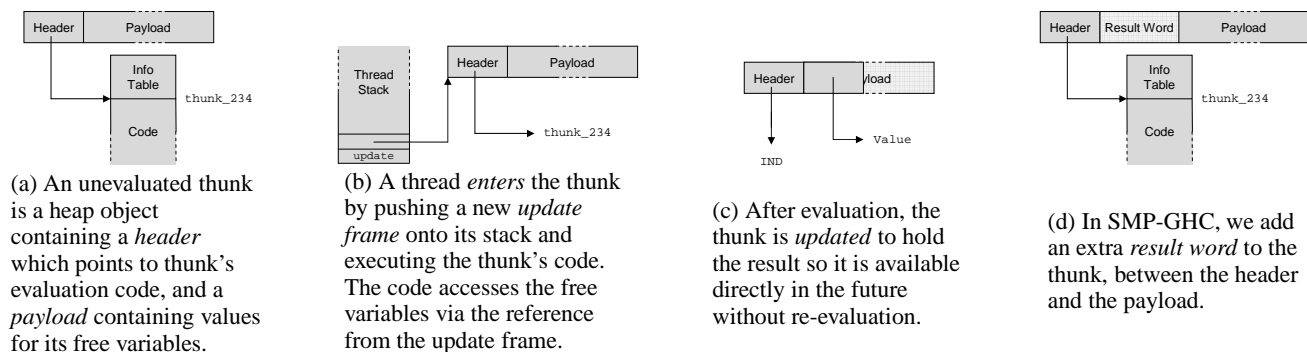 Header
Payload
Info
Table
thunk_234
Code
(a) An unevaluated thunk
is a heap object
containing a header
which points to thunk's
evaluation code, and a
payload containing values
for its free variables.
Thread
Stack
Header
Payload
thunk_234
update
(b) A thread enters the thunk
by pushing a new update
frame onto its stack and
executing the thunk's code.
The code accesses the free
variables via the reference
from the update frame.
Header
yload
Value
IND
(c) After evaluation, the
thunk is updated to hold
the result so it is available
directly in the future
without re-evaluation.
Header
Result Word
Payload
Info
Table
thunk_234
Code
(d) In SMP-GHC, we add
an extra result word to the
thunk, between the header
and the payload.